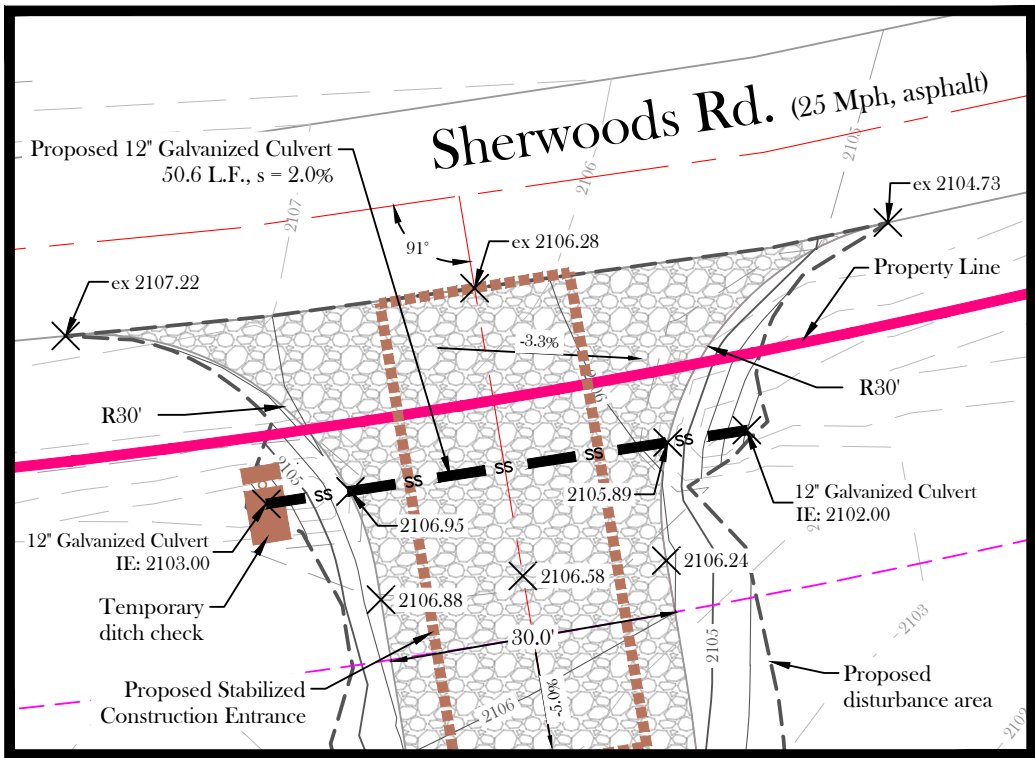 Sherwoods Rd. (25 Mph, asphalt)
2105
Proposed 12" Galvanized Culvert
50.6 L.F., s = 2.0%
2106
2107
ex 2104.73
91°
ex 2106.28
ex 2107.22
Property Line
-3.3%
R30'
R30'
SS
SS
SS
SS
SS
2105
2105.89
12" Galvanized Culvert
IE: 2102.00
2106.95
12" Galvanized Culvert
IE: 2103.00
2106.24
2106.58
2106.88
Temporary
ditch check
2103
30.0'
2105
Proposed Stabilized
Construction Entrance
2106
-5.0%
Proposed
disturbance area